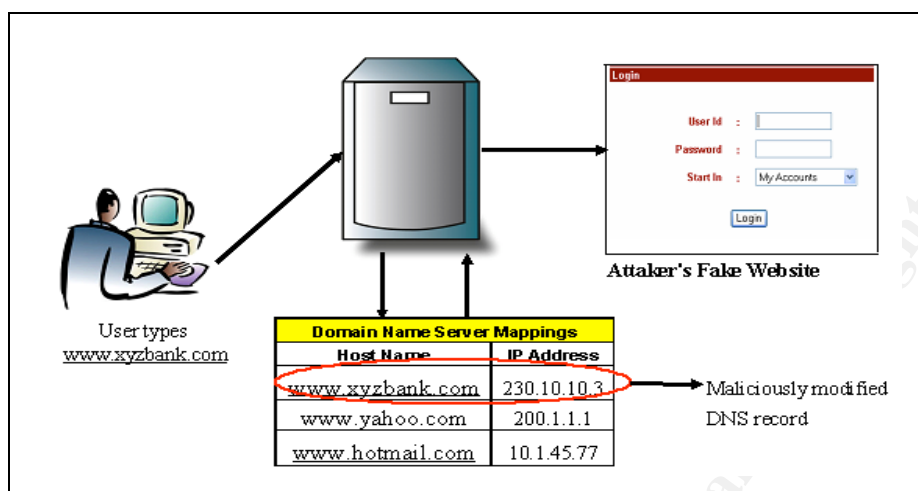 Login
User Id :
Password :
Start In : My Accounts
Login
Attaker's Fake Website
User types
www.xyzbank.com
Domain Name Server Mappings
Host Name IP Address
www.xyzbank.com 230.10.10.3
www.yahoo.com 200.1.1.1
www.hotmail.com 10.1.45.77
Maliciously modified
DNS record